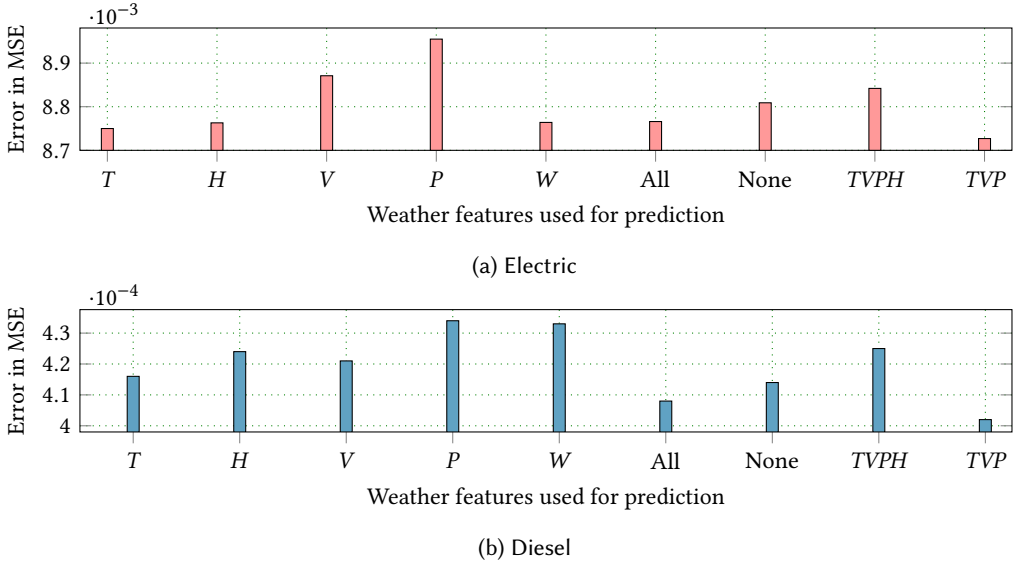 ·10⁻³
Error in MSE
8.9
8.8
8.7
T H V P W All None TVPH TVP
Weather features used for prediction
(a) Electric
·10⁻⁴
Error in MSE
4.3
4.2
4.1
4
T H V P W All None TVPH TVP
Weather features used for prediction
(b) Diesel